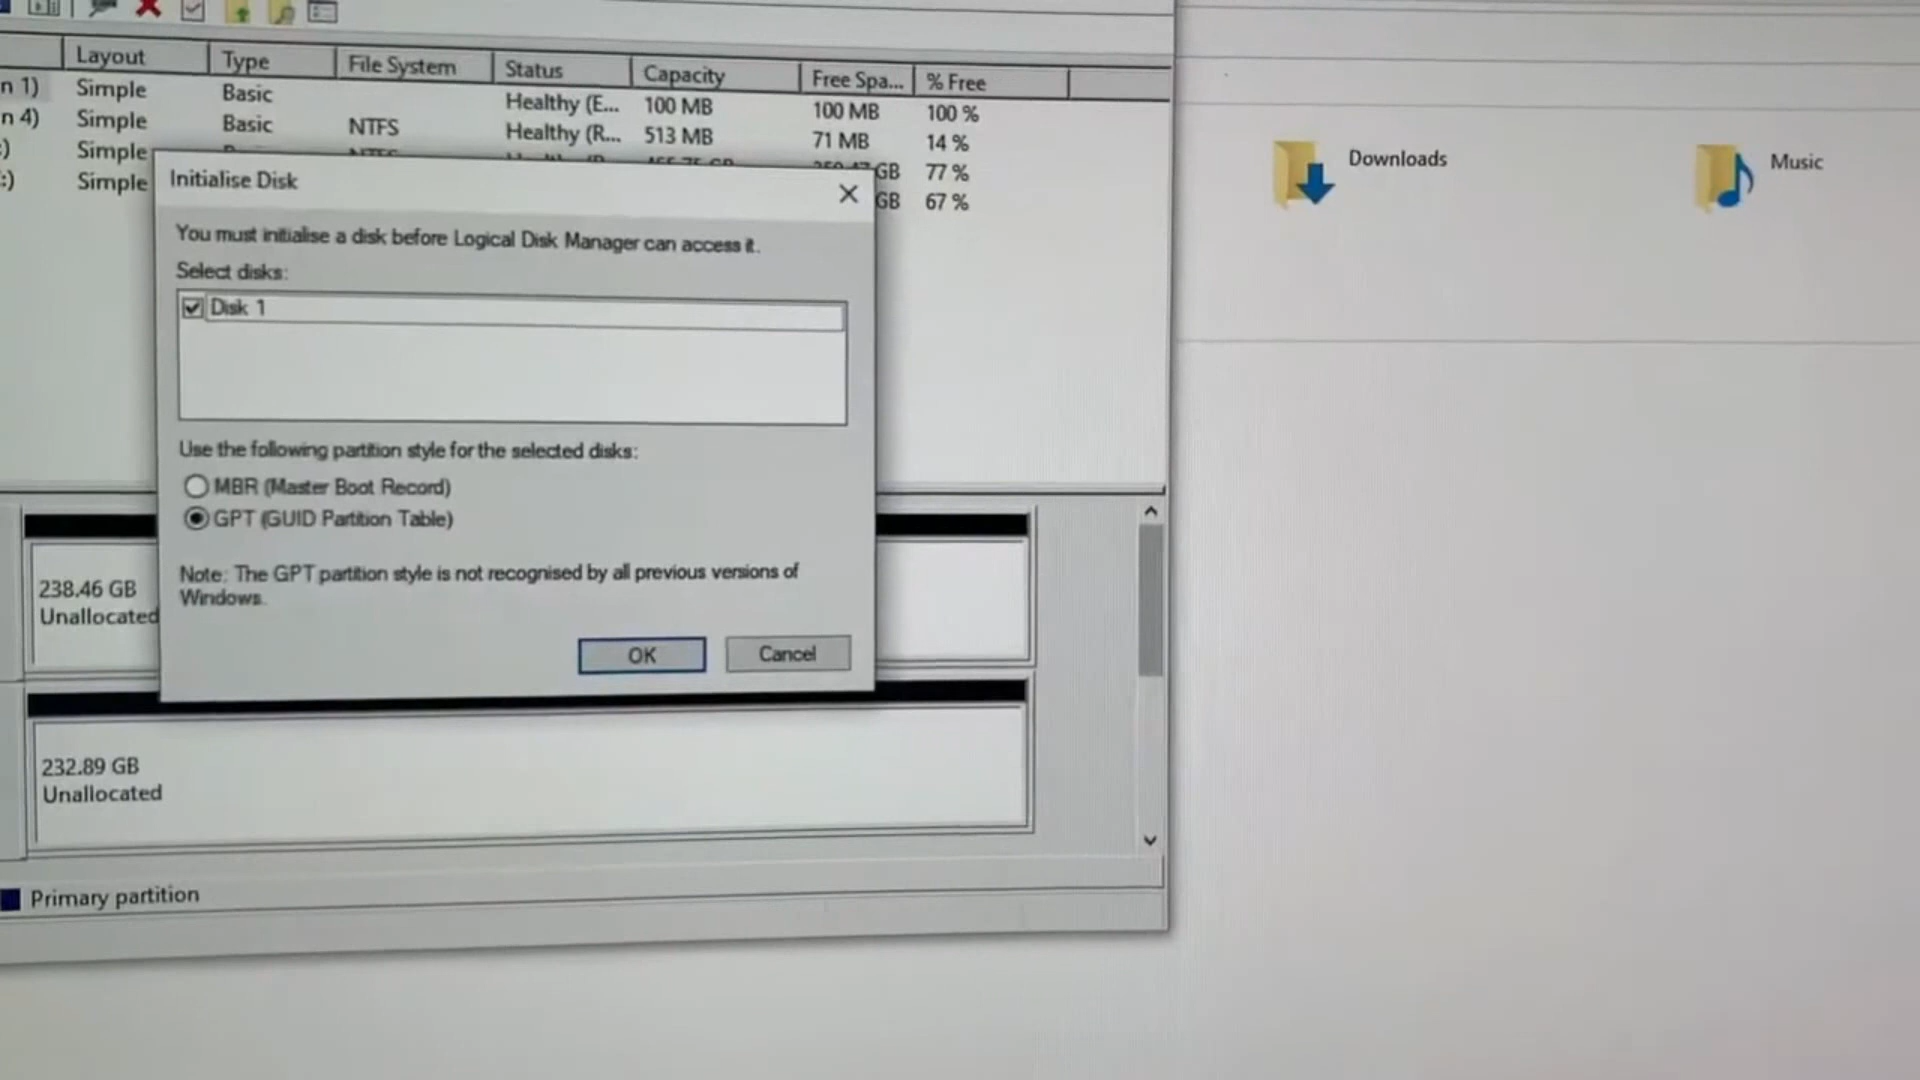 Layout Type File System Status Capacity Free Spa... % Free
n 1) Simple Basic Healthy (E... 100 MB 100 MB 100 %
n 4) Simple Basic NTFS Healthy (R... 513 MB 71 MB 14 %
:) Simple GB 77 %
:) Simple GB 67 %
Initialise Disk
You must initialise a disk before Logical Disk Manager can access it.
Select disks:
Disk 1
Use the following partition style for the selected disks:
MBR (Master Boot Record)
GPT (GUID Partition Table)
Note: The GPT partition style is not recognised by all previous versions of
Windows.
OK Cancel
238.46 GB
Unallocated
232.89 GB
Unallocated
Primary partition
Downloads
Music